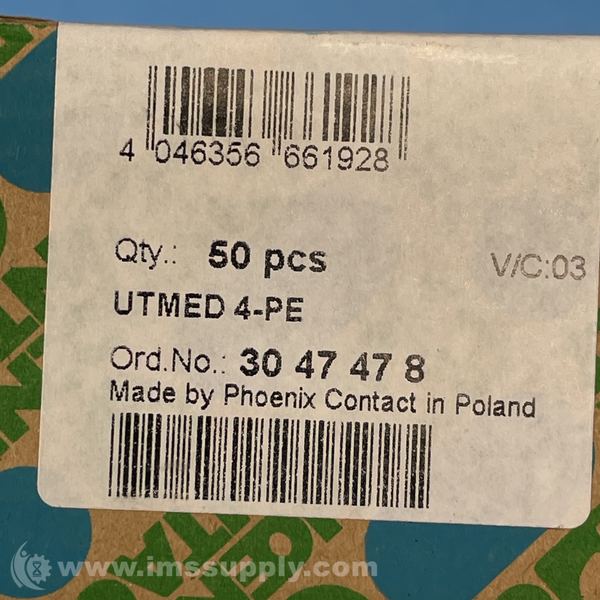 4 046356 661928
Qty.: 50 pcs
V/C:03
UTMED 4-PE
Ord.No.: 30 47 47 8
Made by Phoenix Contact in Poland
www.imssupply.com